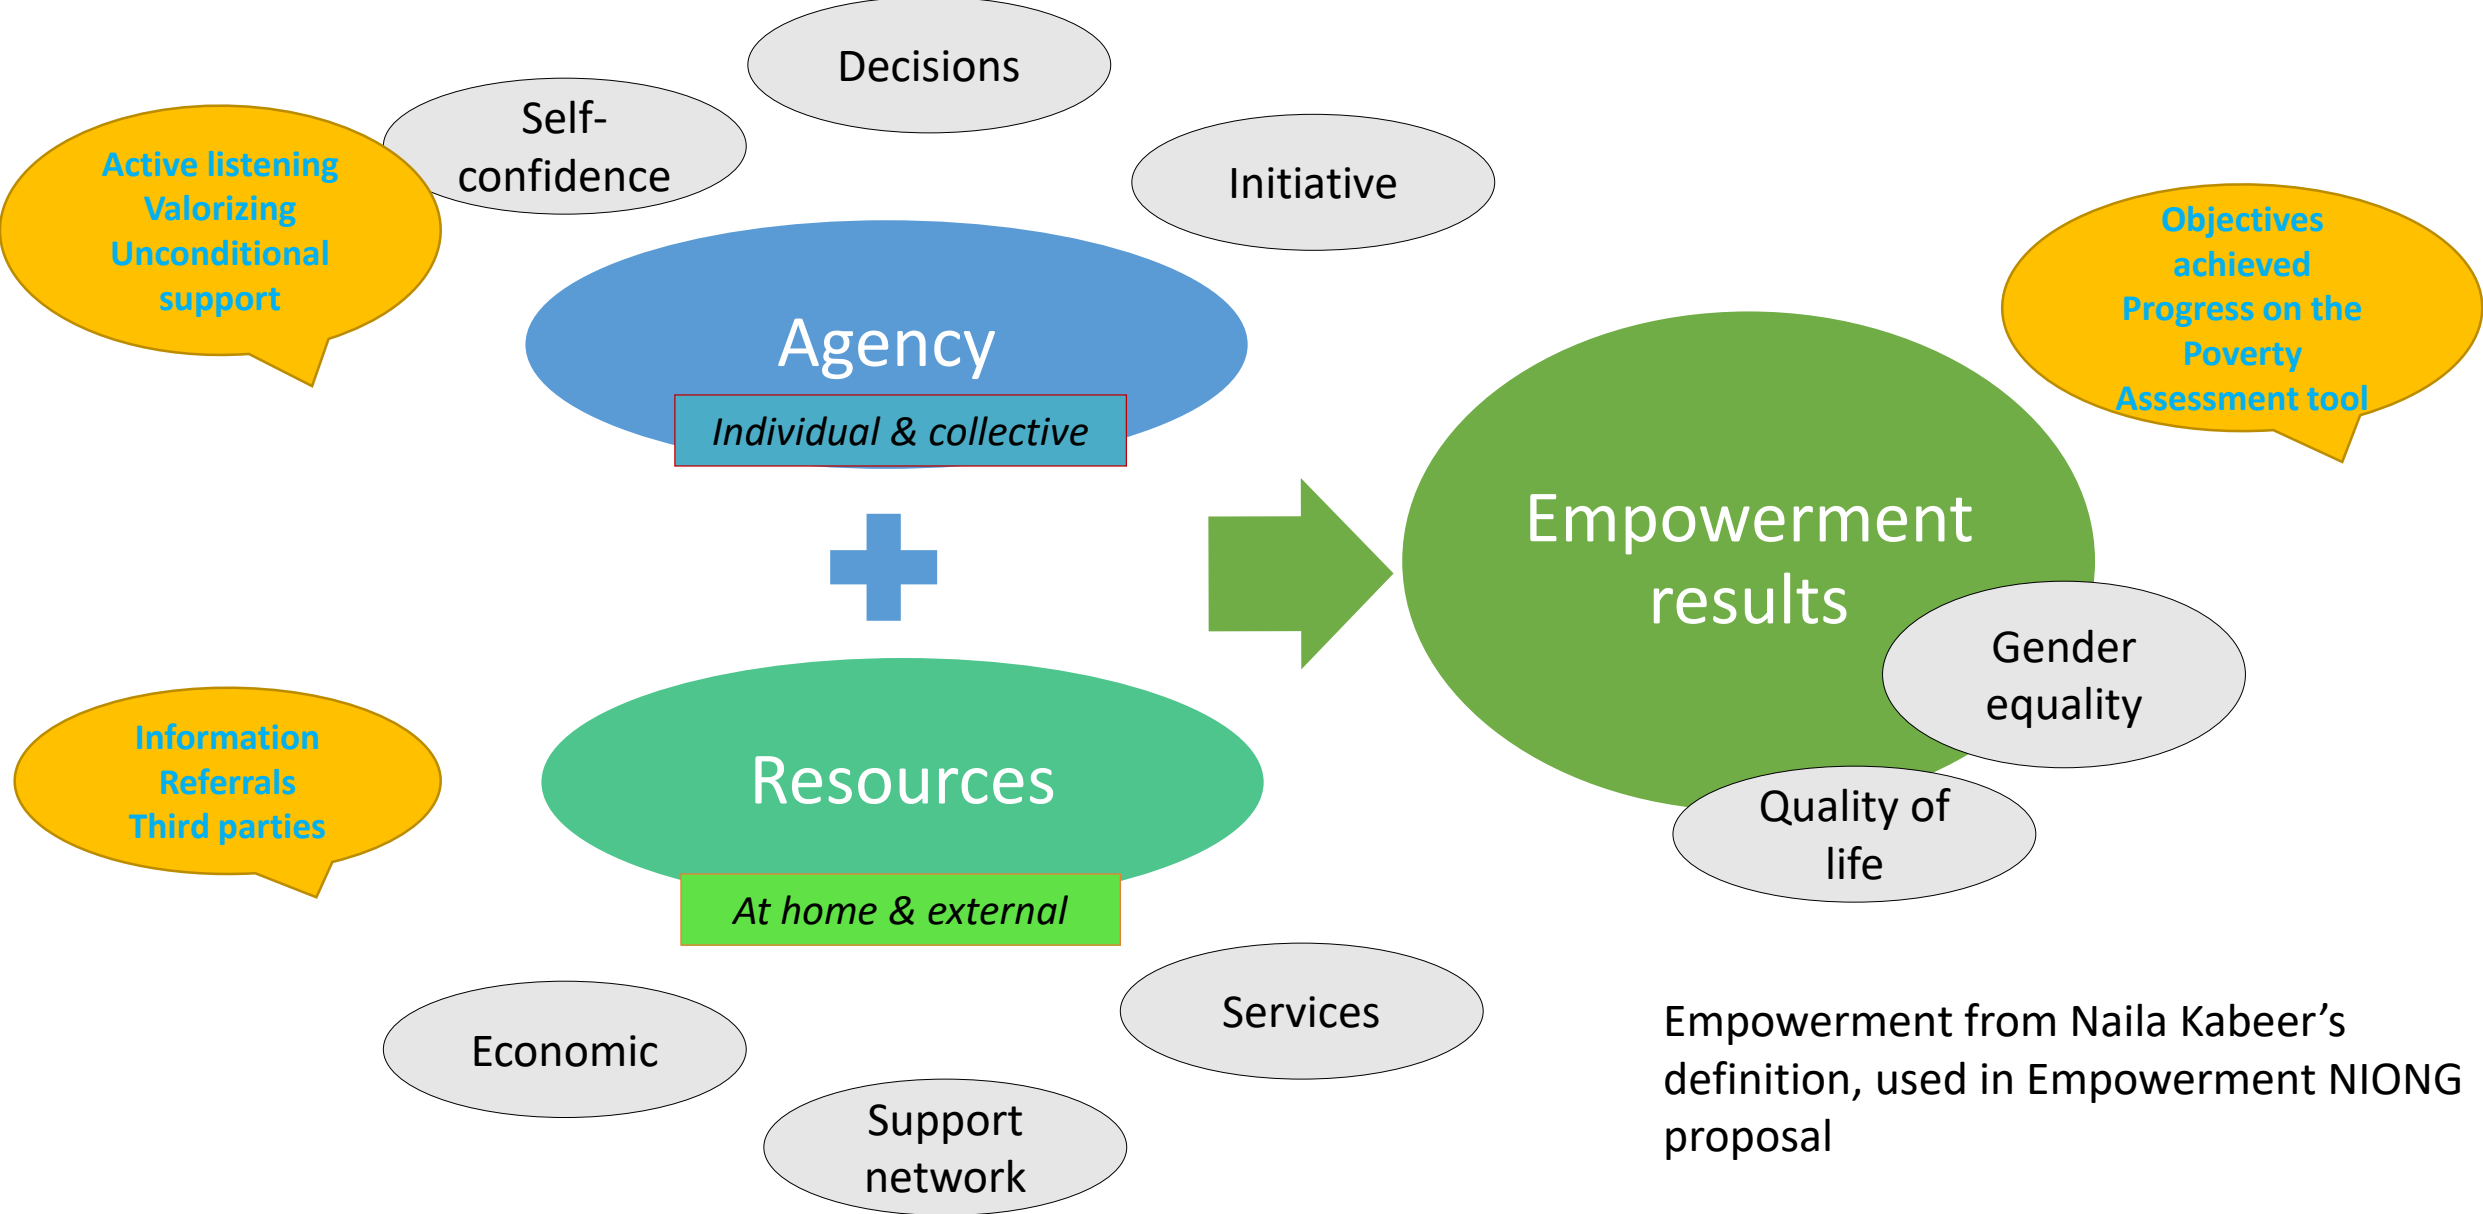 Decisions
Self-
confidence
Initiative
Active listening
Valorizing
Unconditional
support
Agency
Individual & collective
Objectives
achieved
Progress on the
Poverty
Assessment tool
Empowerment
results
Gender
equality
Quality of
life
Information
Referrals
Third parties
Resources
At home & external
Economic
Support
network
Services
Empowerment from Naila Kabeer’s
definition, used in Empowerment NIONG
proposal